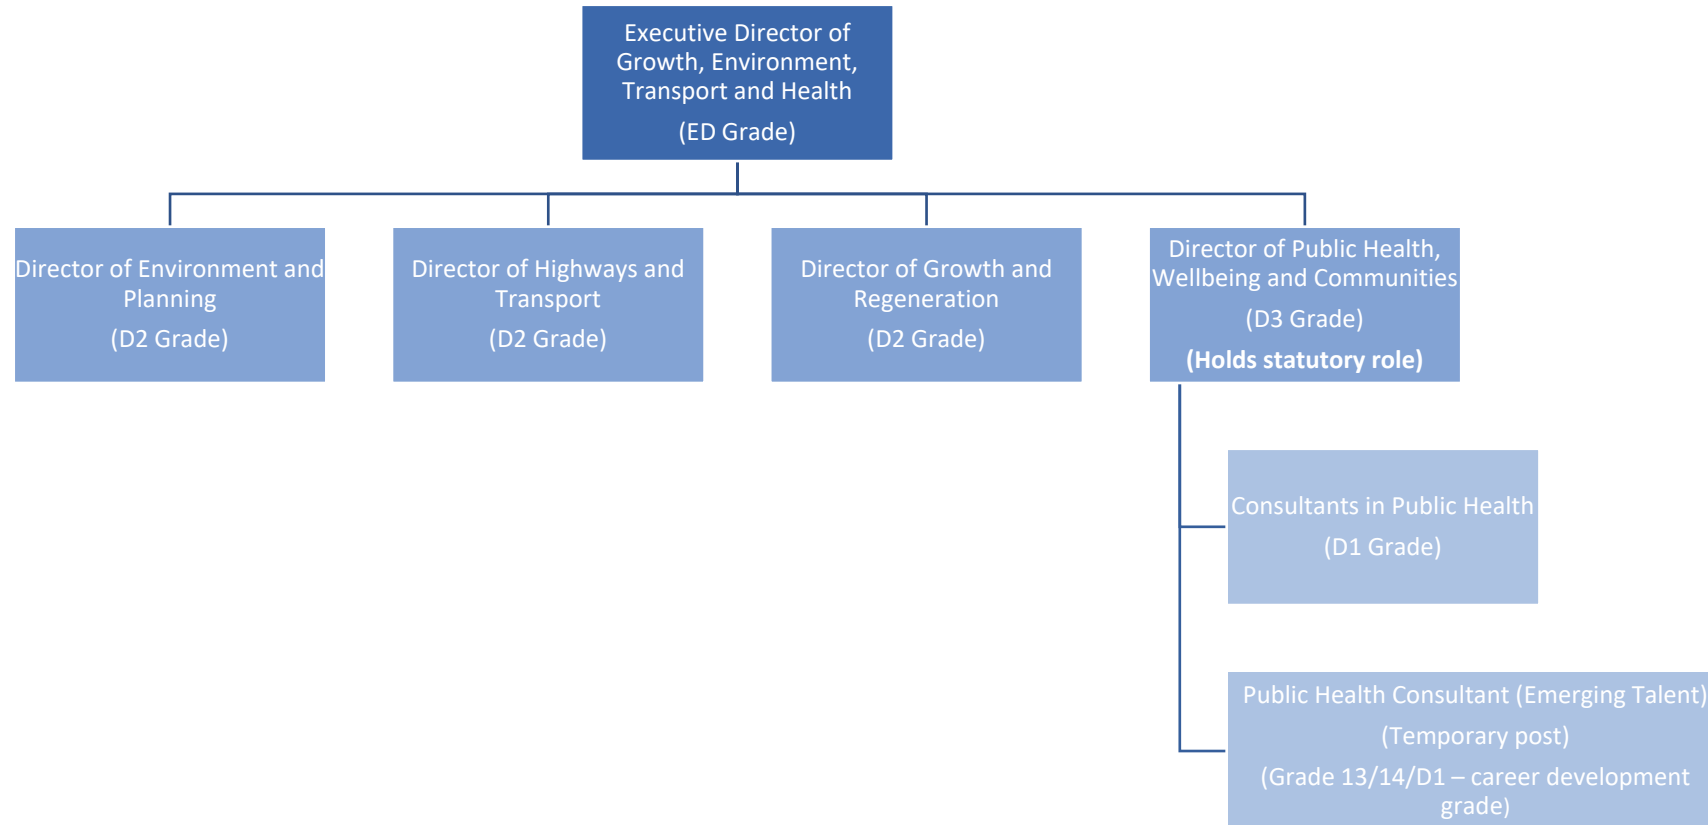 Executive Director of
Growth, Environment,
Transport and Health
(ED Grade)
Director of Environment and
Planning
(D2 Grade)
Director of Highways and
Transport
(D2 Grade)
Director of Growth and
Regeneration
(D2 Grade)
Director of Public Health,
Wellbeing and Communities
(D3 Grade)
(Holds statutory role)
Consultants in Public Health
(D1 Grade)
Public Health Consultant (Emerging Talent)
(Temporary post)
(Grade 13/14/D1 – career development
grade)